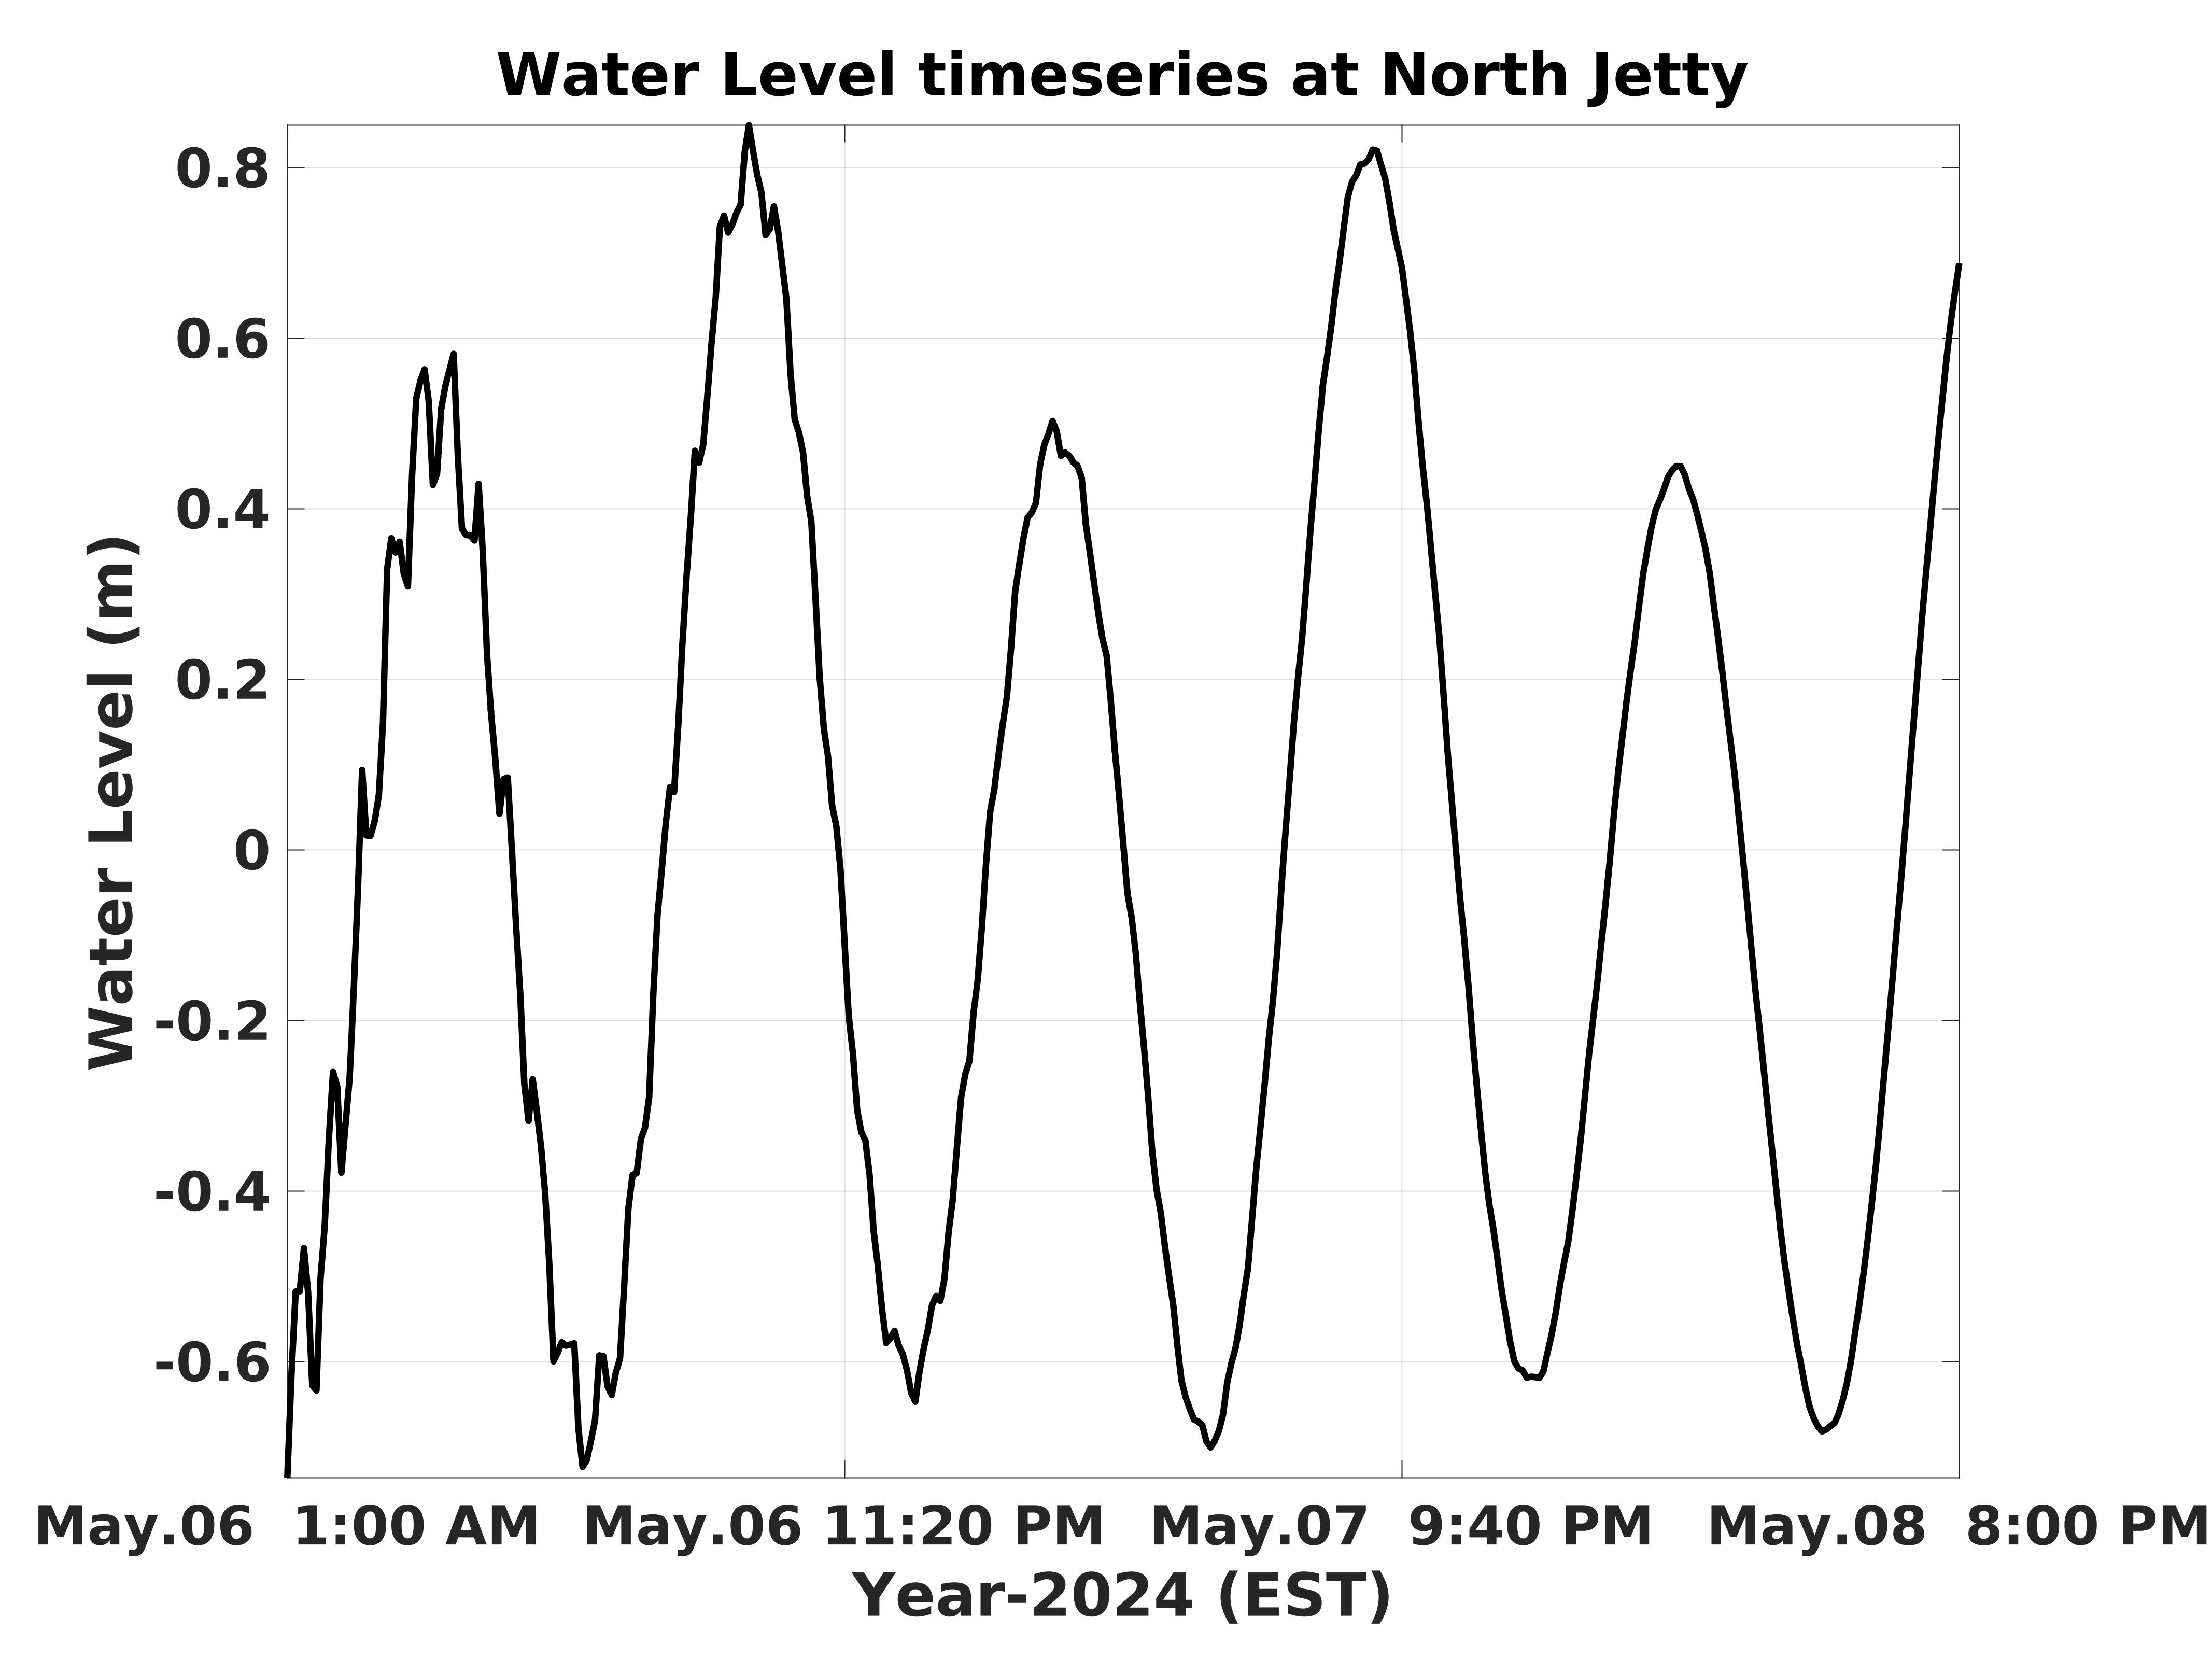 Water Level timeseries at North Jetty
0.8
0.6
0.4
0.2
0
-0.2
-0.4
-0.6
Water Level (m)
May.06 1:00 AM May.06 11:20 PM May.07 9:40 PM May.08 8:00 PM
Year-2024 (EST)